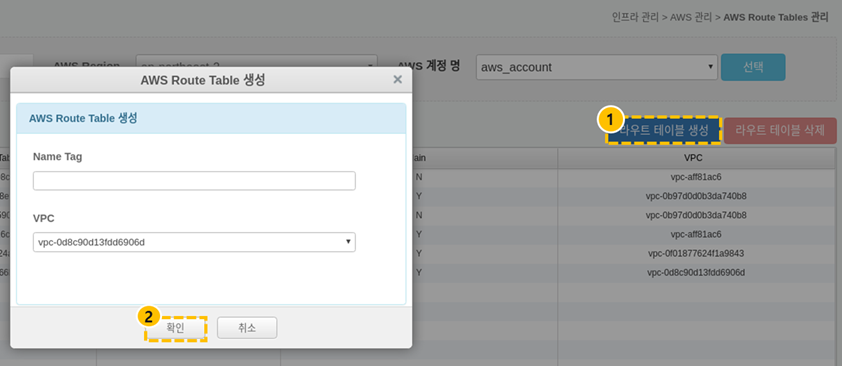 인프라 관리 > AWS 관리 > AWS Route Tables 관리
AWS Region
ap-northeast-2
AWS 계정 명
aws_account
선택
AWS Route Table 생성
×
AWS Route Table 생성
Name Tag
VPC
vpc-0d8c90d13fdd6906d
2
확인
취소
1
라우트 테이블 생성
라우트 테이블 삭제
VPC
N
vpc-aff81ac6
Y
vpc-0b97d0d0b3da740b8
N
vpc-0b97d0d0b3da740b8
Y
vpc-aff81ac6
Y
vpc-0f01877624f1a9843
Y
vpc-0d8c90d13fdd6906d